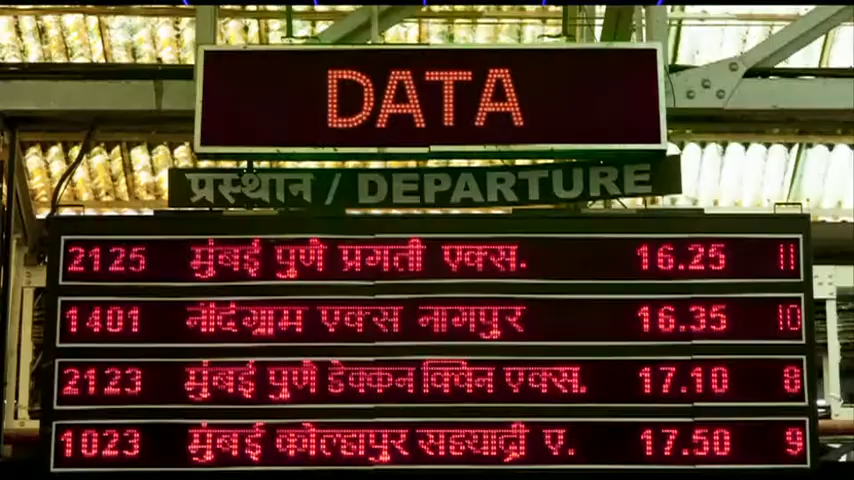 DATA
प्रस्थान / DEPARTURE
2125 मुंबई पुणे प्रगती एक्स. 16.25 11
1401 नंदिग्राम एक्स नागपुर 16.35 10
2123 मुंबई पुणे डेक्कन क्विन एक्स. 17.10 8
1023 मुंबई कोल्हापुर सह्याद्री ए. 17.50 9